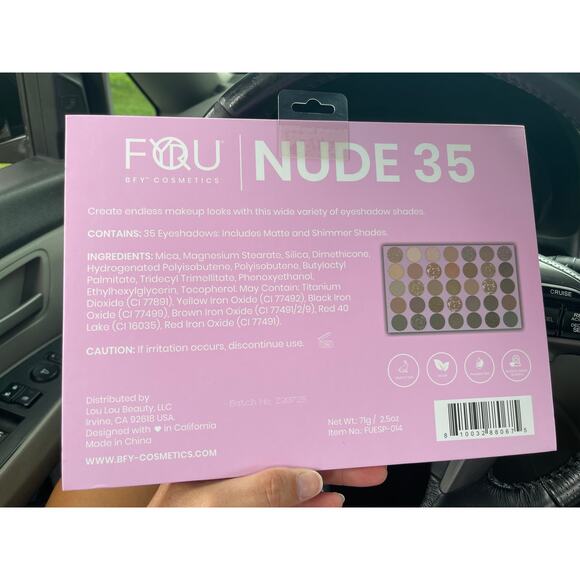 FYOU
BFY™ COSMETICS
NUDE 35
Create endless makeup looks with this wide variety of eyeshadow shades.
CONTAINS: 35 Eyeshadows: Includes Matte and Shimmer Shades.
INGREDIENTS: Mica, Magnesium Stearate, Silica, Dimethicone,
Hydrogenated Polyisobutene, Polyisobutene, Butyloctyl
Palmitate, Tridecyl Trimellitate, Phenoxyethanol,
Ethylhexylglycerin, Tocopherol. May Contain: Titanium
Dioxide (CI 77891), Yellow Iron Oxide (CI 77492), Black Iron
Oxide (CI 77499), Brown Iron Oxide (CI 77491/2/9), Red 40
Lake (CI 16035), Red Iron Oxide (CI 77491).
CAUTION: If irritation occurs, discontinue use.
Distributed by
Lou Lou Beauty, LLC
Irvine, CA 92618 USA.
Designed with ♥ in California
Made in China
WWW.BFY-COSMETICS.COM
Net Wt: 71g / 2.5oz
Item No.: FUESP-014
8 10032 86067 5
CRUISE